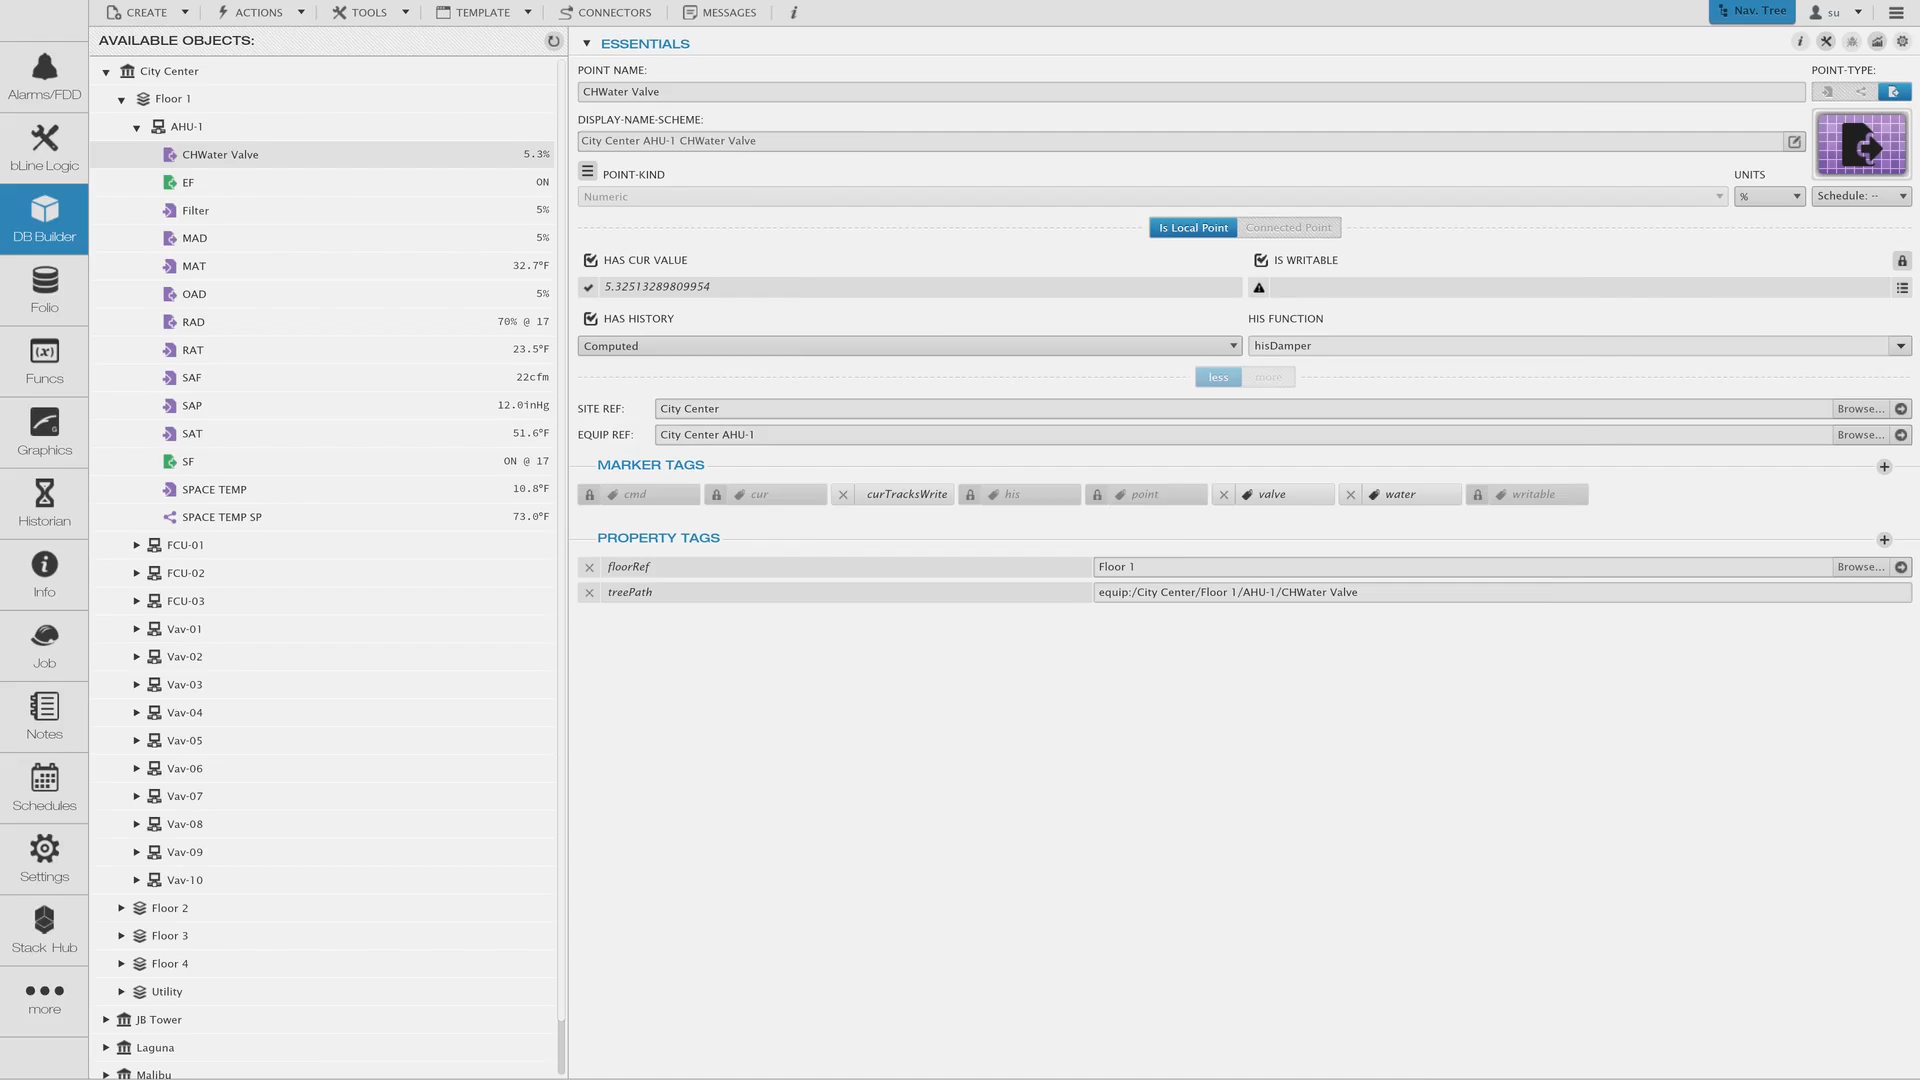 CREATE ACTIONS TOOLS TEMPLATE CONNECTORS MESSAGES i Nav. Tree su
Alarms/FDD
bLine Logic
DB Builder
Folio
Funcs
Graphics
Historian
Info
Job
Notes
Schedules
Settings
Stack Hub
more
AVAILABLE OBJECTS:
City Center
Floor 1
AHU-1
CHWater Valve 5.3%
EF ON
Filter 5%
MAD 5%
MAT 32.7°F
OAD 5%
RAD 70% @ 17
RAT 23.5°F
SAF 22cfm
SAP 12.0inHg
SAT 51.6°F
SF ON @ 17
SPACE TEMP 10.8°F
SPACE TEMP SP 73.0°F
FCU-01
FCU-02
FCU-03
Vav-01
Vav-02
Vav-03
Vav-04
Vav-05
Vav-06
Vav-07
Vav-08
Vav-09
Vav-10
Floor 2
Floor 3
Floor 4
Utility
JB Tower
Laguna
Malibu
ESSENTIALS
POINT NAME: POINT-TYPE:
CHWater Valve
DISPLAY-NAME-SCHEME:
City Center AHU-1 CHWater Valve
POINT-KIND UNITS
Numeric % Schedule: --
Is Local Point Connected Point
HAS CUR VALUE IS WRITABLE
5.32513289809954
HAS HISTORY HIS FUNCTION
Computed hisDamper
less more
SITE REF: City Center Browse...
EQUIP REF: City Center AHU-1 Browse...
MARKER TAGS
cmd cur curTracksWrite his point valve water writable
PROPERTY TAGS
floorRef Floor 1 Browse...
treePath equip:/City Center/Floor 1/AHU-1/CHWater Valve